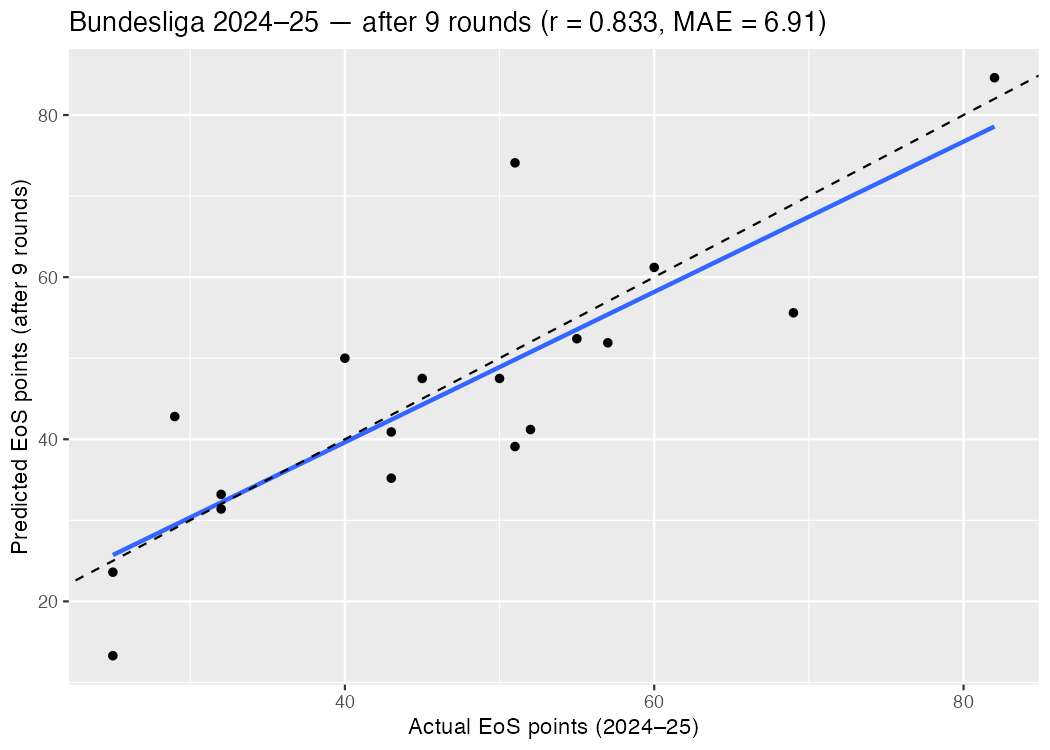 Bundesliga 2024–25 — after 9 rounds (r = 0.833, MAE = 6.91)
Predicted EoS points (after 9 rounds)
80
60
40
20
40
60
80
Actual EoS points (2024–25)